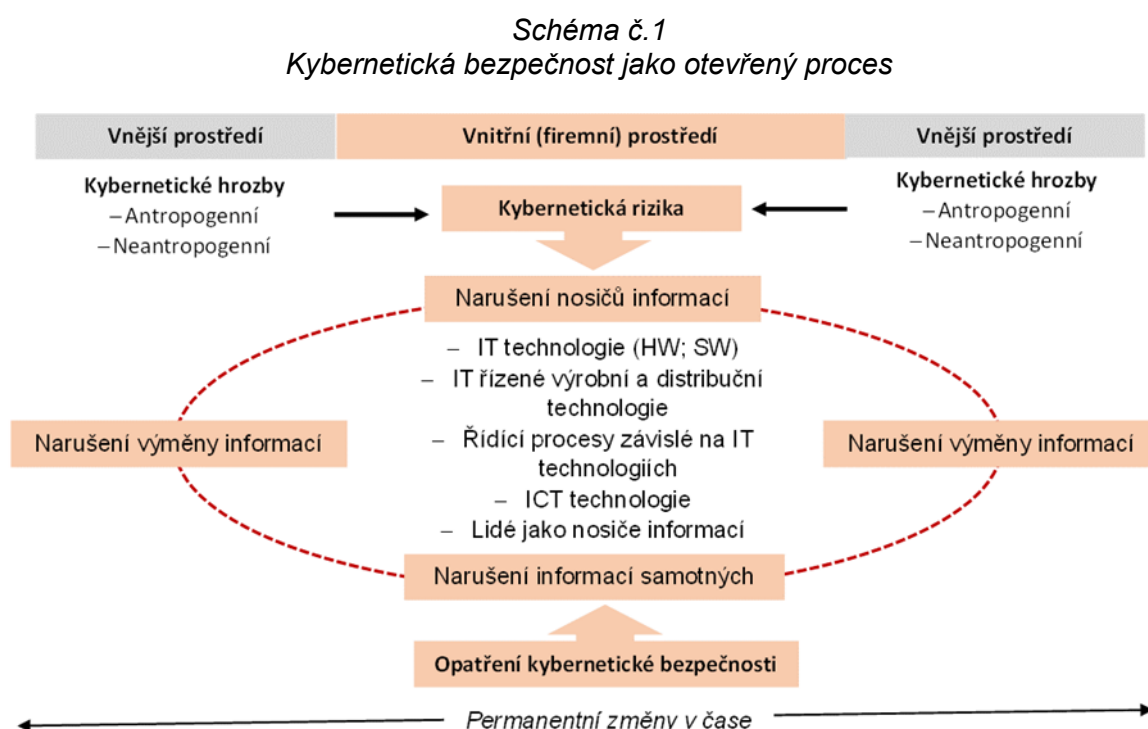 Schéma č.1
Kybernetická bezpečnost jako otevřený proces
Vnější prostředí
Vnitřní (firemní) prostředí
Vnější prostředí
Kybernetické hrozby
– Antropogenní
– Neantropogenní
Kybernetická rizika
Kybernetické hrozby
– Antropogenní
– Neantropogenní
Narušení nosičů informací
– IT technologie (HW; SW)
– IT řízené výrobní a distribuční
technologie
– Řídící procesy závislé na IT
technologiích
– ICT technologie
– Lidé jako nosiče informací
Narušení výměny informací
Narušení výměny informací
Narušení informací samotných
Opatření kybernetické bezpečnosti
Permanentní změny v čase